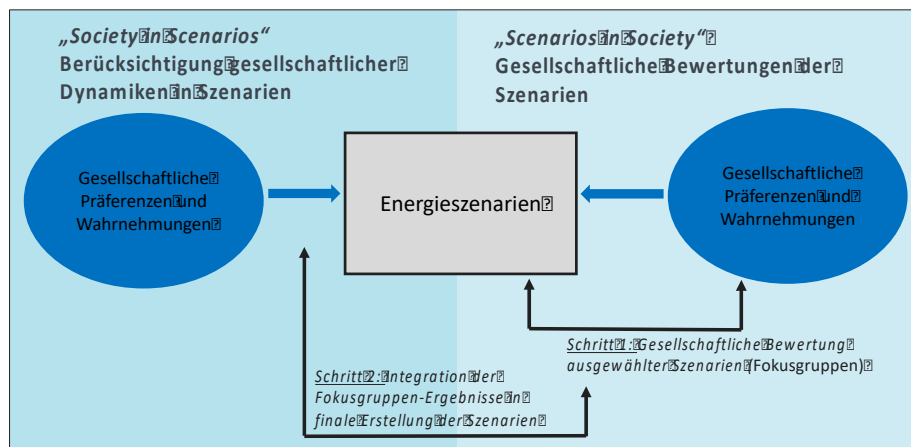 „Society in Scenarios“
Berücksichtigung gesellschaftlicher
Dynamiken in Szenarien
„Scenarios in Society“
Gesellschaftliche Bewertungen der
Szenarien
Gesellschaftliche
Präferenzen und
Wahrnehmungen
Energieszenarien
Gesellschaftliche
Präferenzen und
Wahrnehmungen
Schritt 1: Gesellschaftliche Bewertung
ausgewählter Szenarien (Fokusgruppen)
Schritt 2: Integration der
Fokusgruppen-Ergebnisse in
finale Erstellung der Szenarien